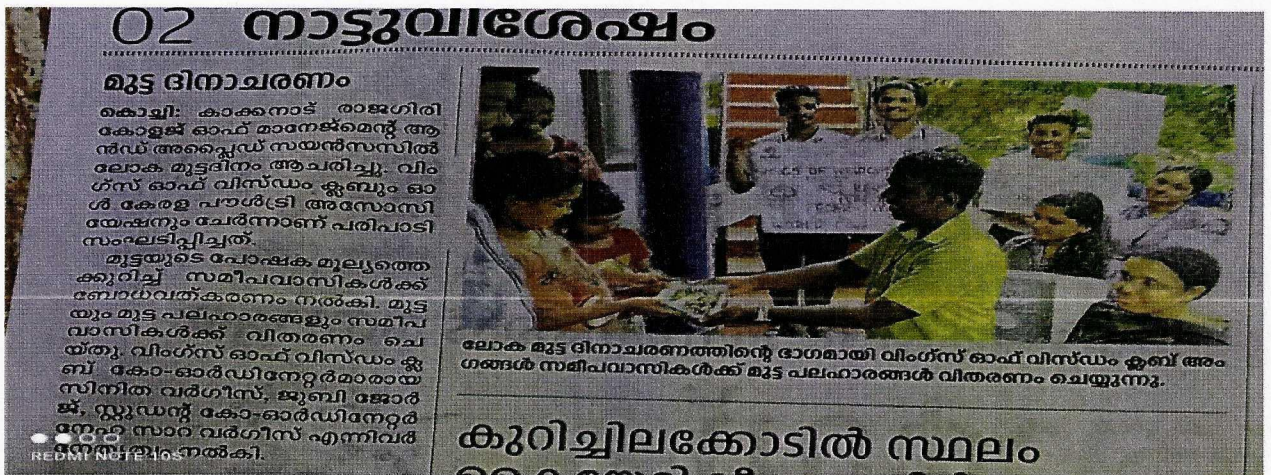 02 നാട്ടുവിശേഷം
മുട്ട ദിനാചരണം
കൊച്ചി: കാക്കനാട് രാജഗിരി
കോളജ് ഓഫ് മാനേജ്മെന്റ് ആ
ൻഡ് അപ്ലൈഡ് സയൻസസിൽ
ലോക മുട്ടദിനം ആചരിച്ചു. വിം
ഗ്സ് ഓഫ് വിസ്ഡം ക്ലബും ഓ
ൾ കേരള പൗൾട്രി അസോസി
യേഷനും ചേർന്നാണ് പരിപാടി
സംഘടിപ്പിച്ചത്.
മുട്ടയുടെ പോഷക മൂല്യത്തെ
ക്കുറിച്ച് സമീപവാസികൾക്ക്
ബോധവത്കരണം നൽകി. മുട്ട
യും മുട്ട പലഹാരങ്ങളും സമീപ
വാസികൾക്ക് വിതരണം ചെ
യ്തു. വിംഗ്സ് ഓഫ് വിസ്ഡം ക്ല
ബ് കോ-ഓർഡിനേറ്റർമാരായ
സിനിത വർഗീസ്, ജുബി ജോർ
ജ്, സ്റ്റുഡന്റ് കോ-ഓർഡിനേറ്റർ
നേഹ സാറ വർഗീസ് എന്നിവർ
നേതൃത്വം നൽകി.
REDMI NOTE 10S
ലോക മുട്ട ദിനാചരണത്തിന്റെ ഭാഗമായി വിംഗ്സ് ഓഫ് വിസ്ഡം ക്ലബ് അം
ഗങ്ങൾ സമീപവാസികൾക്ക് മുട്ട പലഹാരങ്ങൾ വിതരണം ചെയ്യുന്നു.
കുറിച്ചിലക്കോടിൽ സ്ഥലം